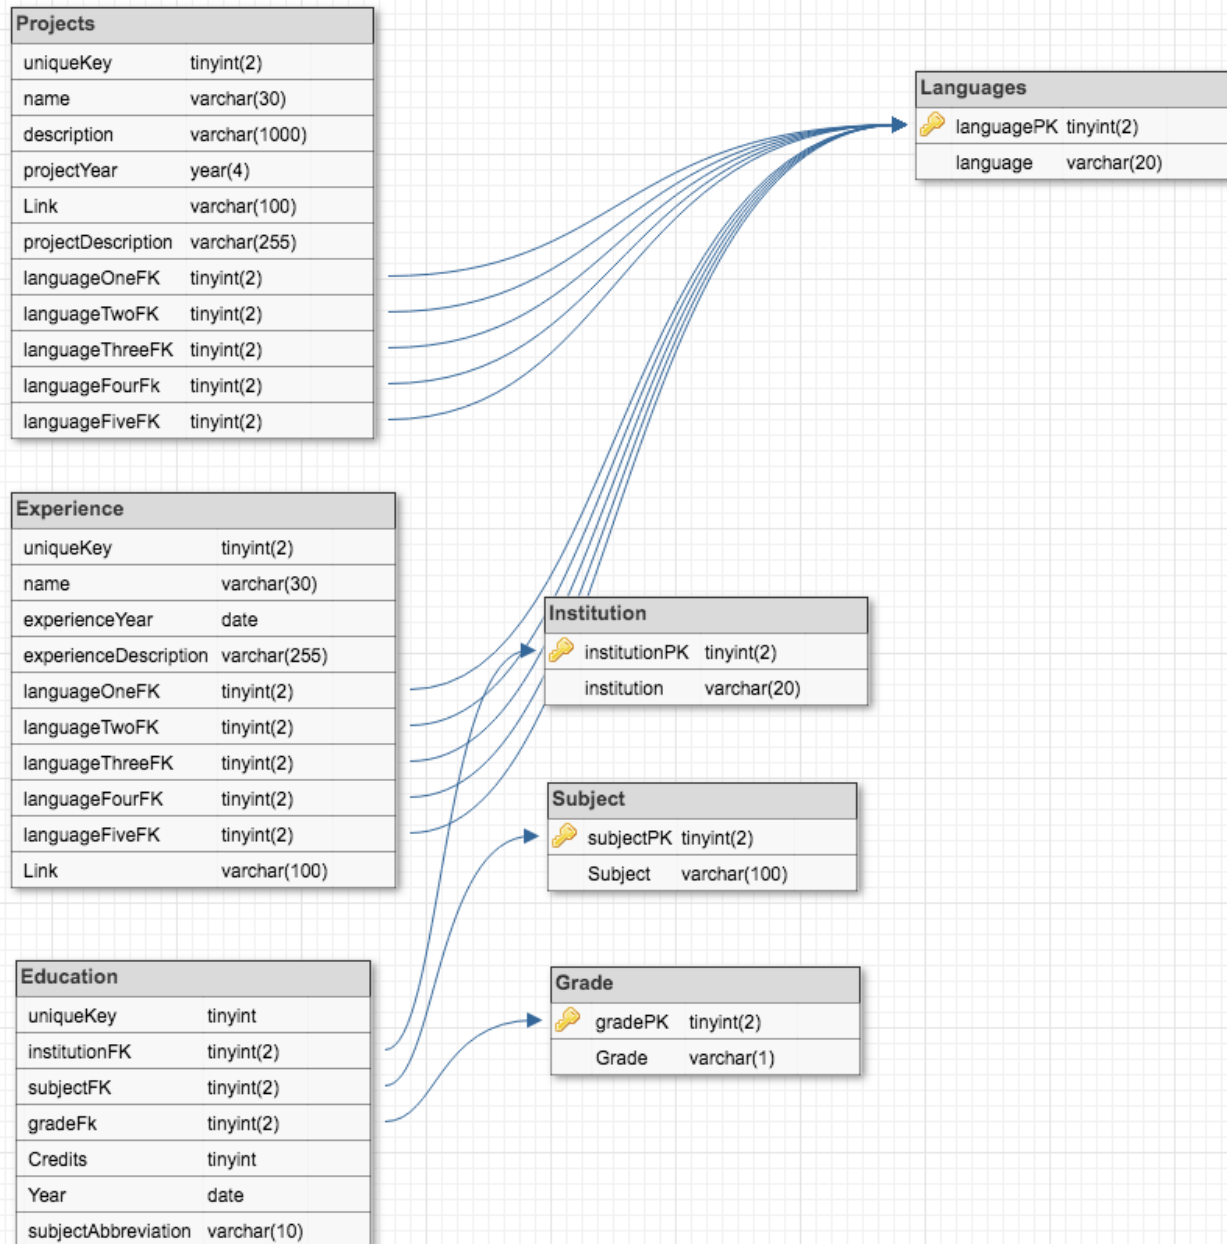 Projects
uniqueKey tinyint(2)
name varchar(30)
description varchar(1000)
projectYear year(4)
Link varchar(100)
projectDescription varchar(255)
languageOneFK tinyint(2)
languageTwoFK tinyint(2)
languageThreeFK tinyint(2)
languageFourFk tinyint(2)
languageFiveFK tinyint(2)
Languages
languagePK tinyint(2)
language varchar(20)
Experience
uniqueKey tinyint(2)
name varchar(30)
experienceYear date
experienceDescription varchar(255)
languageOneFK tinyint(2)
languageTwoFK tinyint(2)
languageThreeFK tinyint(2)
languageFourFK tinyint(2)
languageFiveFK tinyint(2)
Link varchar(100)
Institution
institutionPK tinyint(2)
institution varchar(20)
Subject
subjectPK tinyint(2)
Subject varchar(100)
Education
uniqueKey tinyint
institutionFK tinyint(2)
subjectFK tinyint(2)
gradeFk tinyint(2)
Credits tinyint
Year date
subjectAbbreviation varchar(10)
Grade
gradePK tinyint(2)
Grade varchar(1)